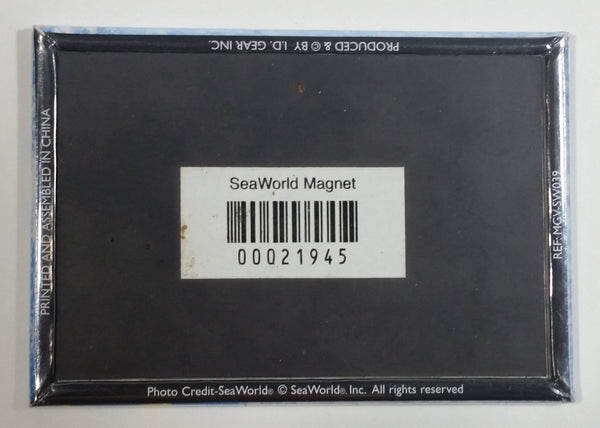 PRODUCED & © BY I.D. GEAR INC.
PRINTED AND ASSEMBLED IN CHINA
SeaWorld Magnet
00021945
REF: MGV-SW039
Photo Credit-SeaWorld® © SeaWorld®, Inc. All rights reserved